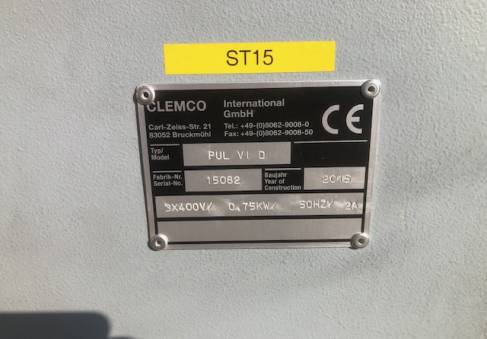 ST15
CLEMCO International GmbH
Carl-Zeiss-Str. 21
83052 Bruckmühl
Tel.: +49-(0)8062-9008-0
Fax: +49-(0)8062-9008-50
CE
Typ/ Model PUL VI D
Fabrik-Nr. Serial-No. 15082
Baujahr Year of Construction
3X400V/ 0,75KW/ 50HZ/ 2A